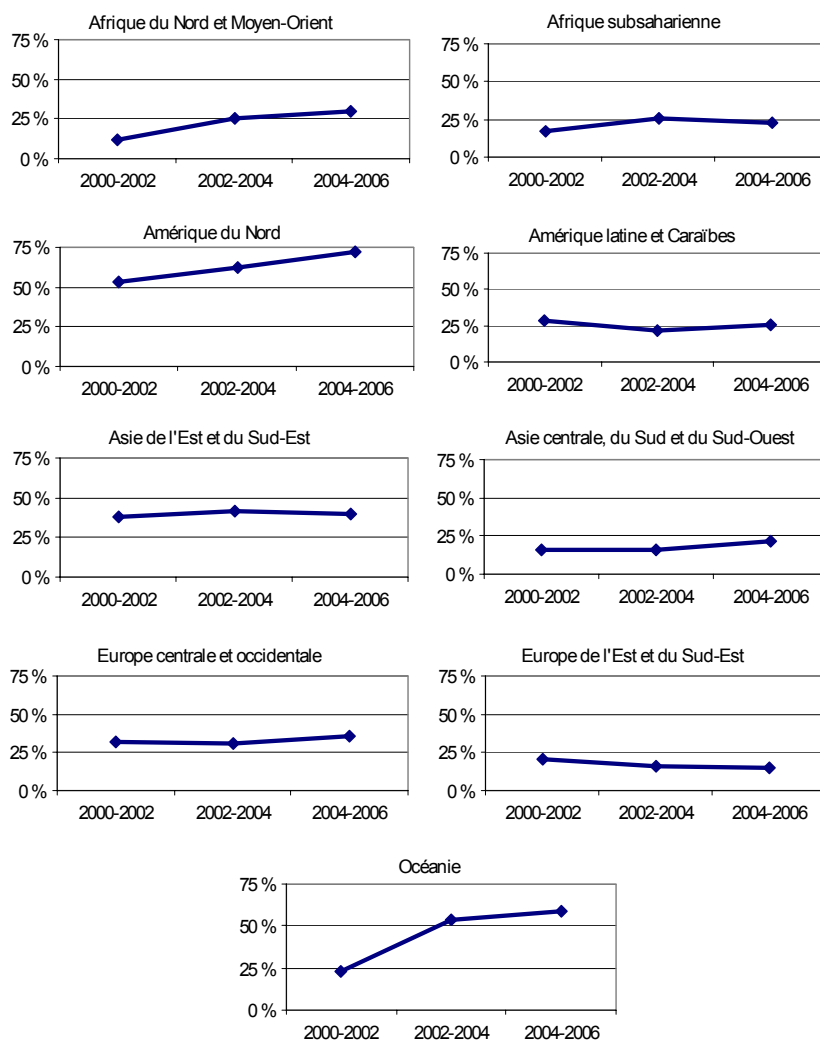 Afrique du Nord et Moyen-Orient
75 %
50 %
25 %
0 %
2000-2002 2002-2004 2004-2006
Afrique subsaharienne
75 %
50 %
25 %
0 %
2000-2002 2002-2004 2004-2006
Amérique du Nord
75 %
50 %
25 %
0 %
2000-2002 2002-2004 2004-2006
Amérique latine et Caraïbes
75 %
50 %
25 %
0 %
2000-2002 2002-2004 2004-2006
Asie de l'Est et du Sud-Est
75 %
50 %
25 %
0 %
2000-2002 2002-2004 2004-2006
Asie centrale, du Sud et du Sud-Ouest
75 %
50 %
25 %
0 %
2000-2002 2002-2004 2004-2006
Europe centrale et occidentale
75 %
50 %
25 %
0 %
2000-2002 2002-2004 2004-2006
Europe de l'Est et du Sud-Est
75 %
50 %
25 %
0 %
2000-2002 2002-2004 2004-2006
Océanie
75 %
50 %
25 %
0 %
2000-2002 2002-2004 2004-2006